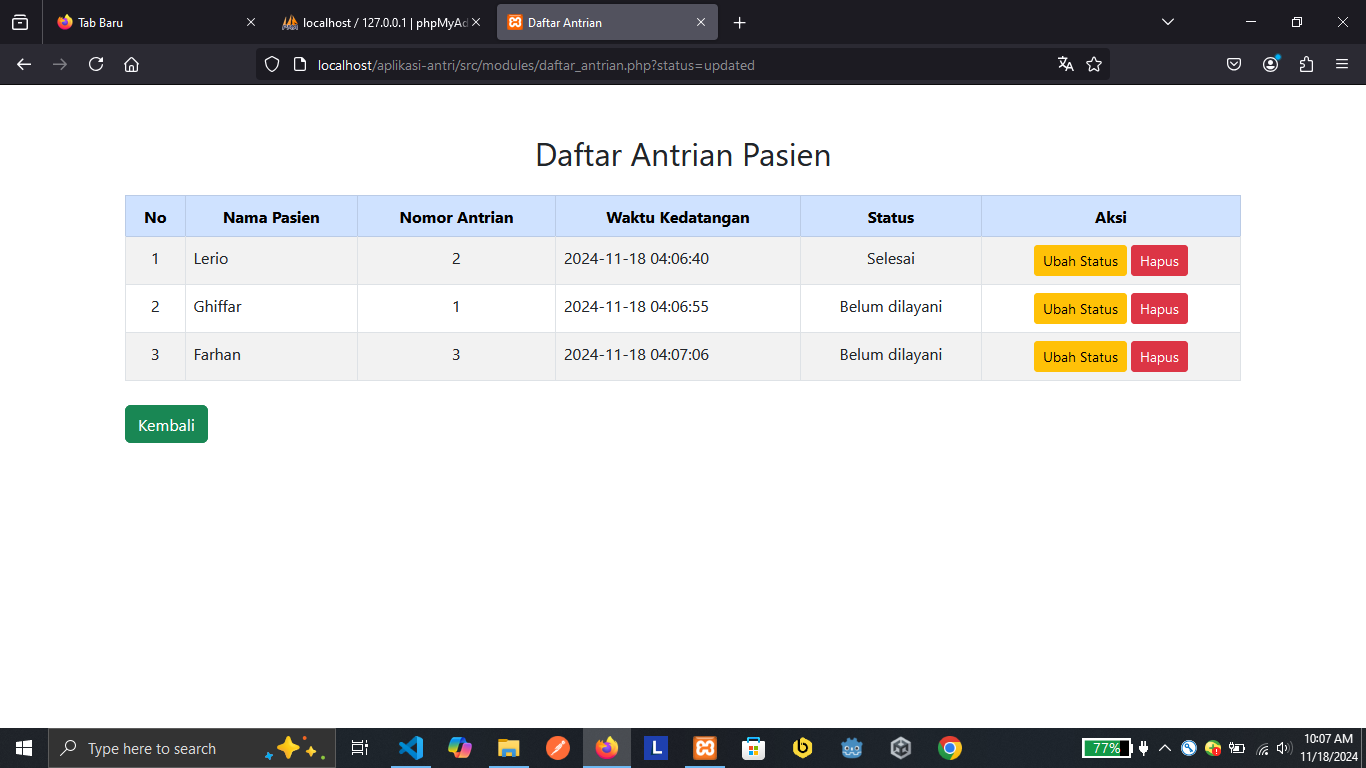 Tab Baru
localhost / 127.0.0.1 | phpMyAd
Daftar Antrian
localhost/aplikasi-antri/src/modules/daftar_antrian.php?status=updated
Daftar Antrian Pasien
No Nama Pasien Nomor Antrian Waktu Kedatangan Status Aksi
1 Lerio 2 2024-11-18 04:06:40 Selesai Ubah Status Hapus
2 Ghiffar 1 2024-11-18 04:06:55 Belum dilayani Ubah Status Hapus
3 Farhan 3 2024-11-18 04:07:06 Belum dilayani Ubah Status Hapus
Kembali
Type here to search
L
77%
10:07 AM
11/18/2024